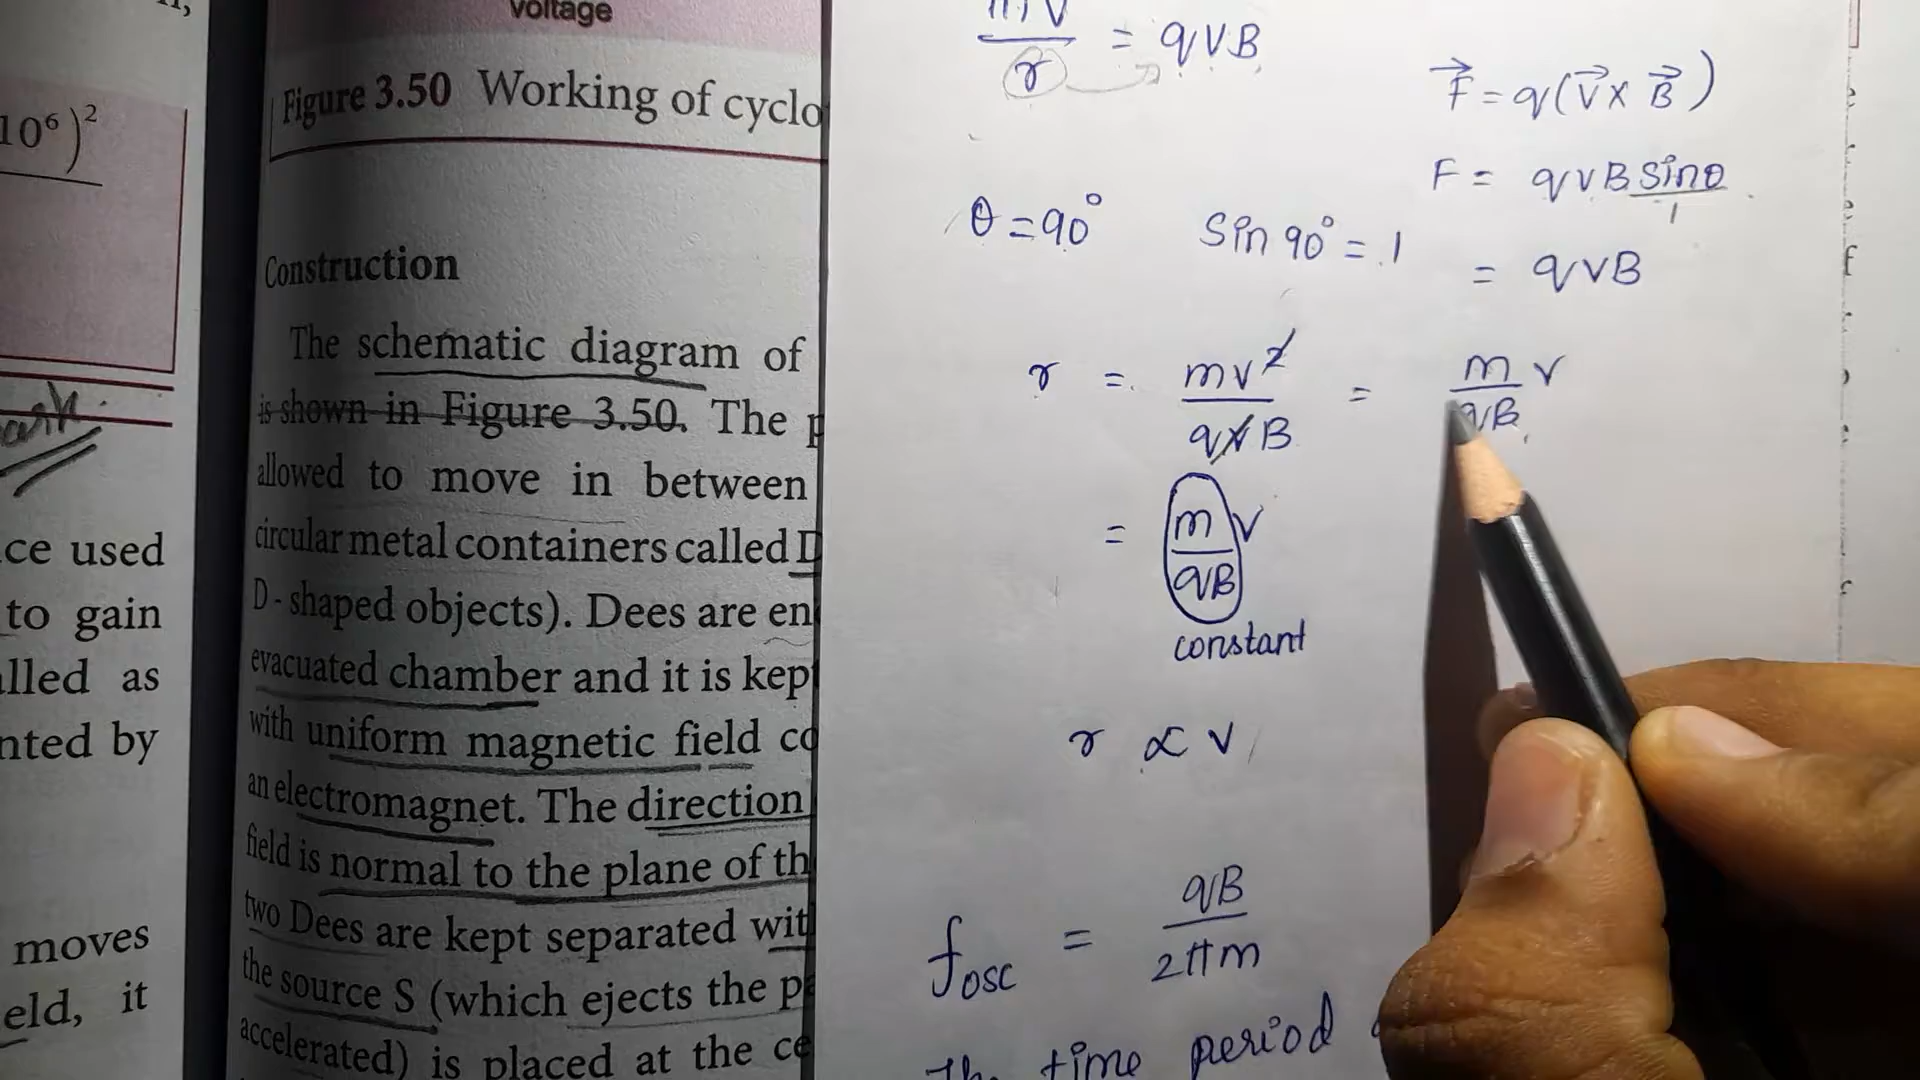 10⁶)²
ce used
to gain
lled as
nted by
moves
eld, it
voltage
Figure 3.50 Working of cyclo
Construction
The schematic diagram of
is shown in Figure 3.50. The p
allowed to move in between
circular metal containers called D
D - shaped objects). Dees are en
evacuated chamber and it is kept
with uniform magnetic field co
an electromagnet. The direction
field is normal to the plane of th
two Dees are kept separated wit
the source S (which ejects the pa
accelerated) is placed at the ce
/r = qvB
F⃗ = q(v⃗ × B⃗)
F = qvB sinθ
1
θ = 90° sin 90° = 1
= qvB
r = mv²/qvB = m/qB v
= m/qB v
constant
r ∝ v
fosc = qB/2πm
The time period